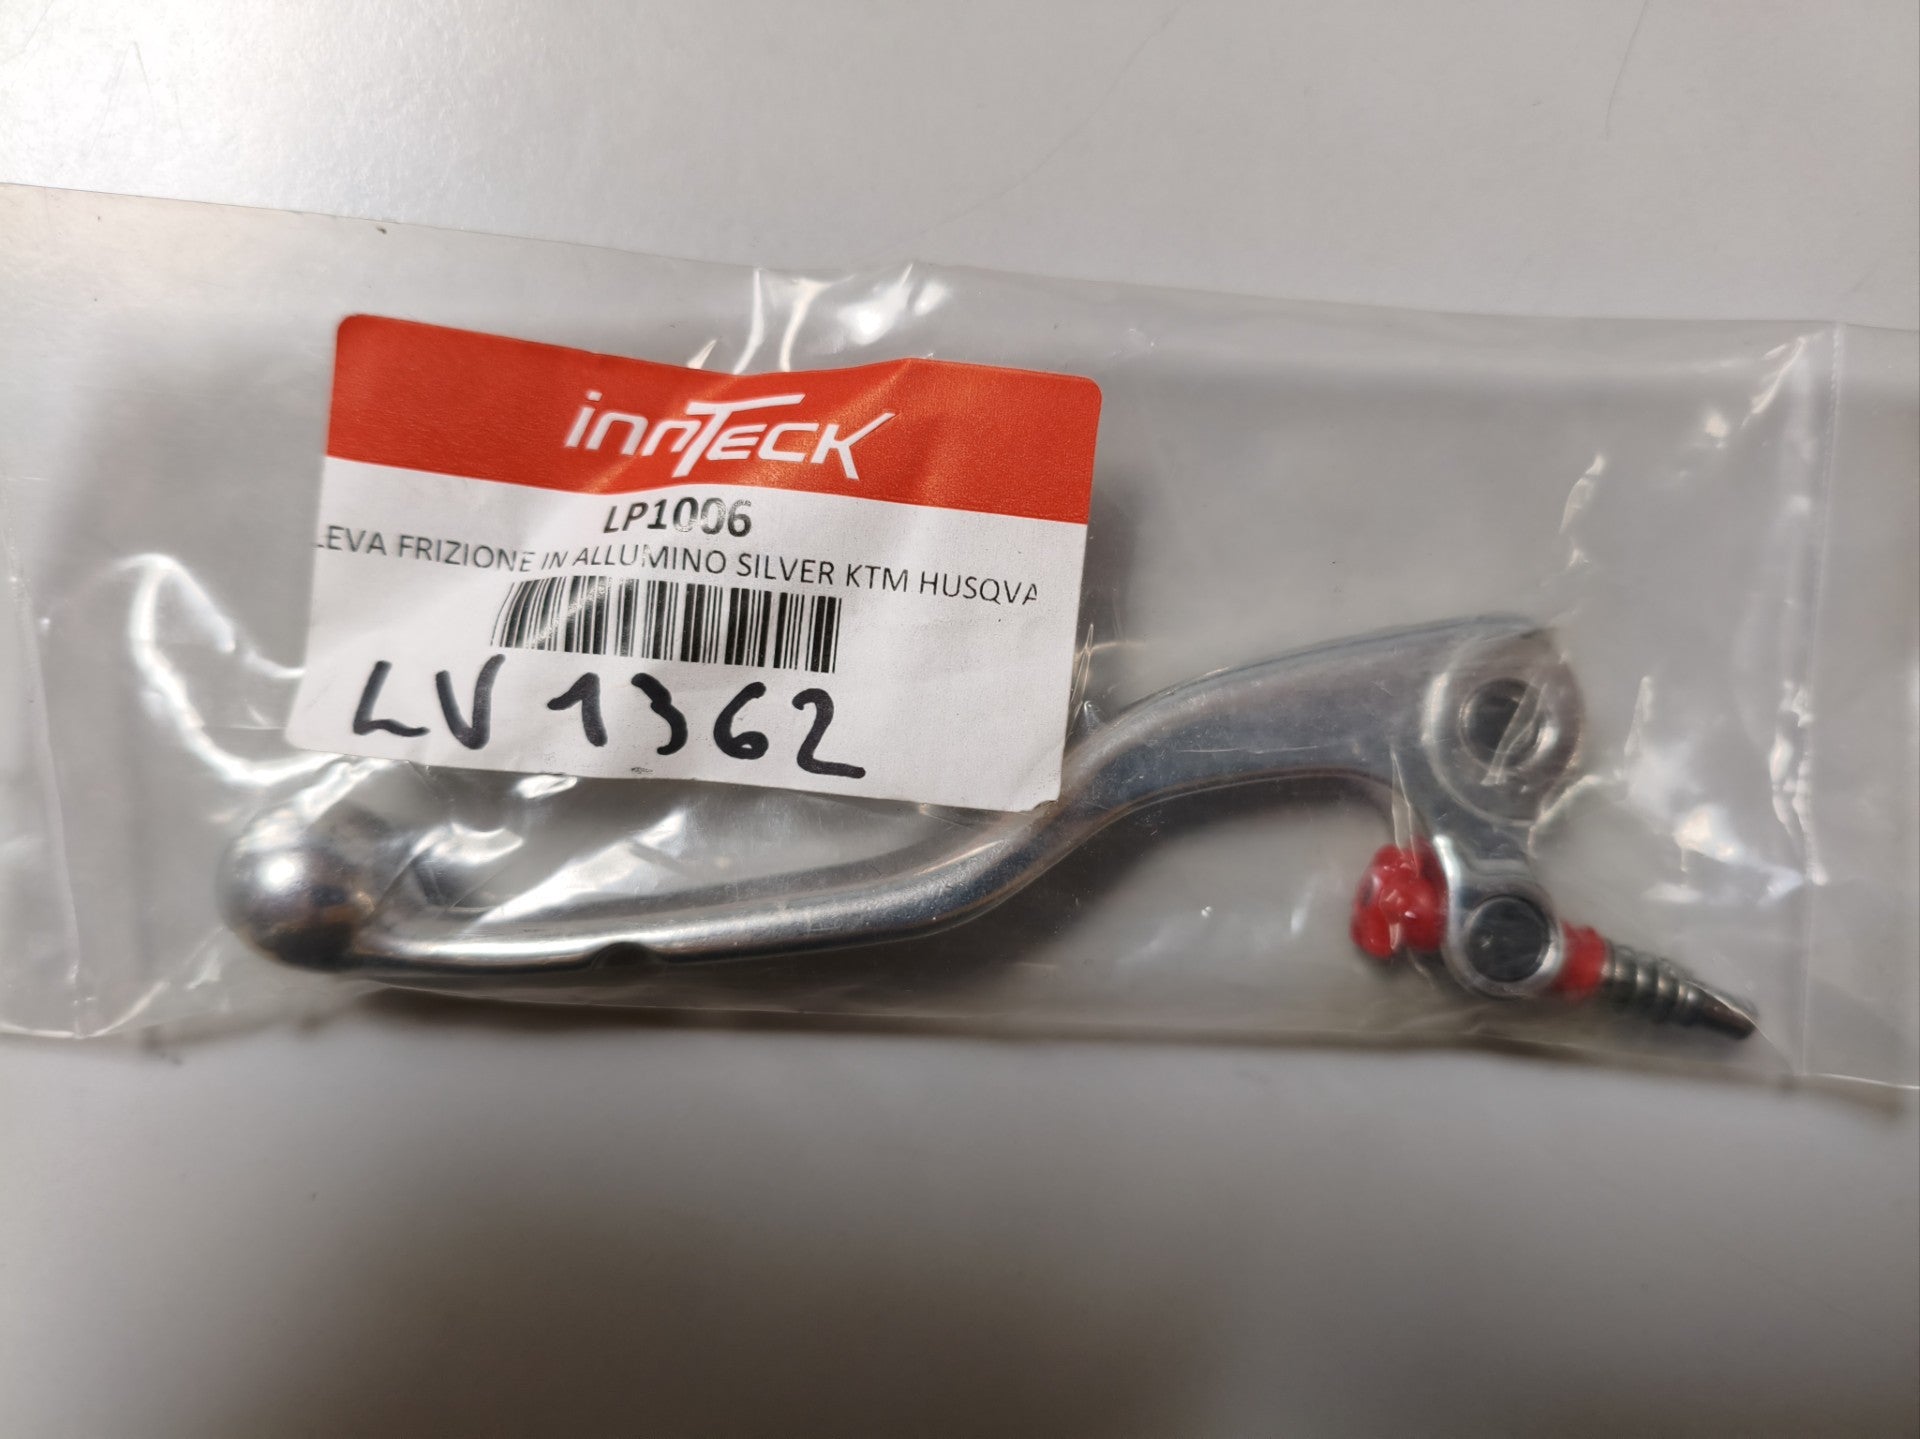 innTECK
LP1006
LEVA FRIZIONE IN ALLUMINO SILVER KTM HUSQVA
LV 1362